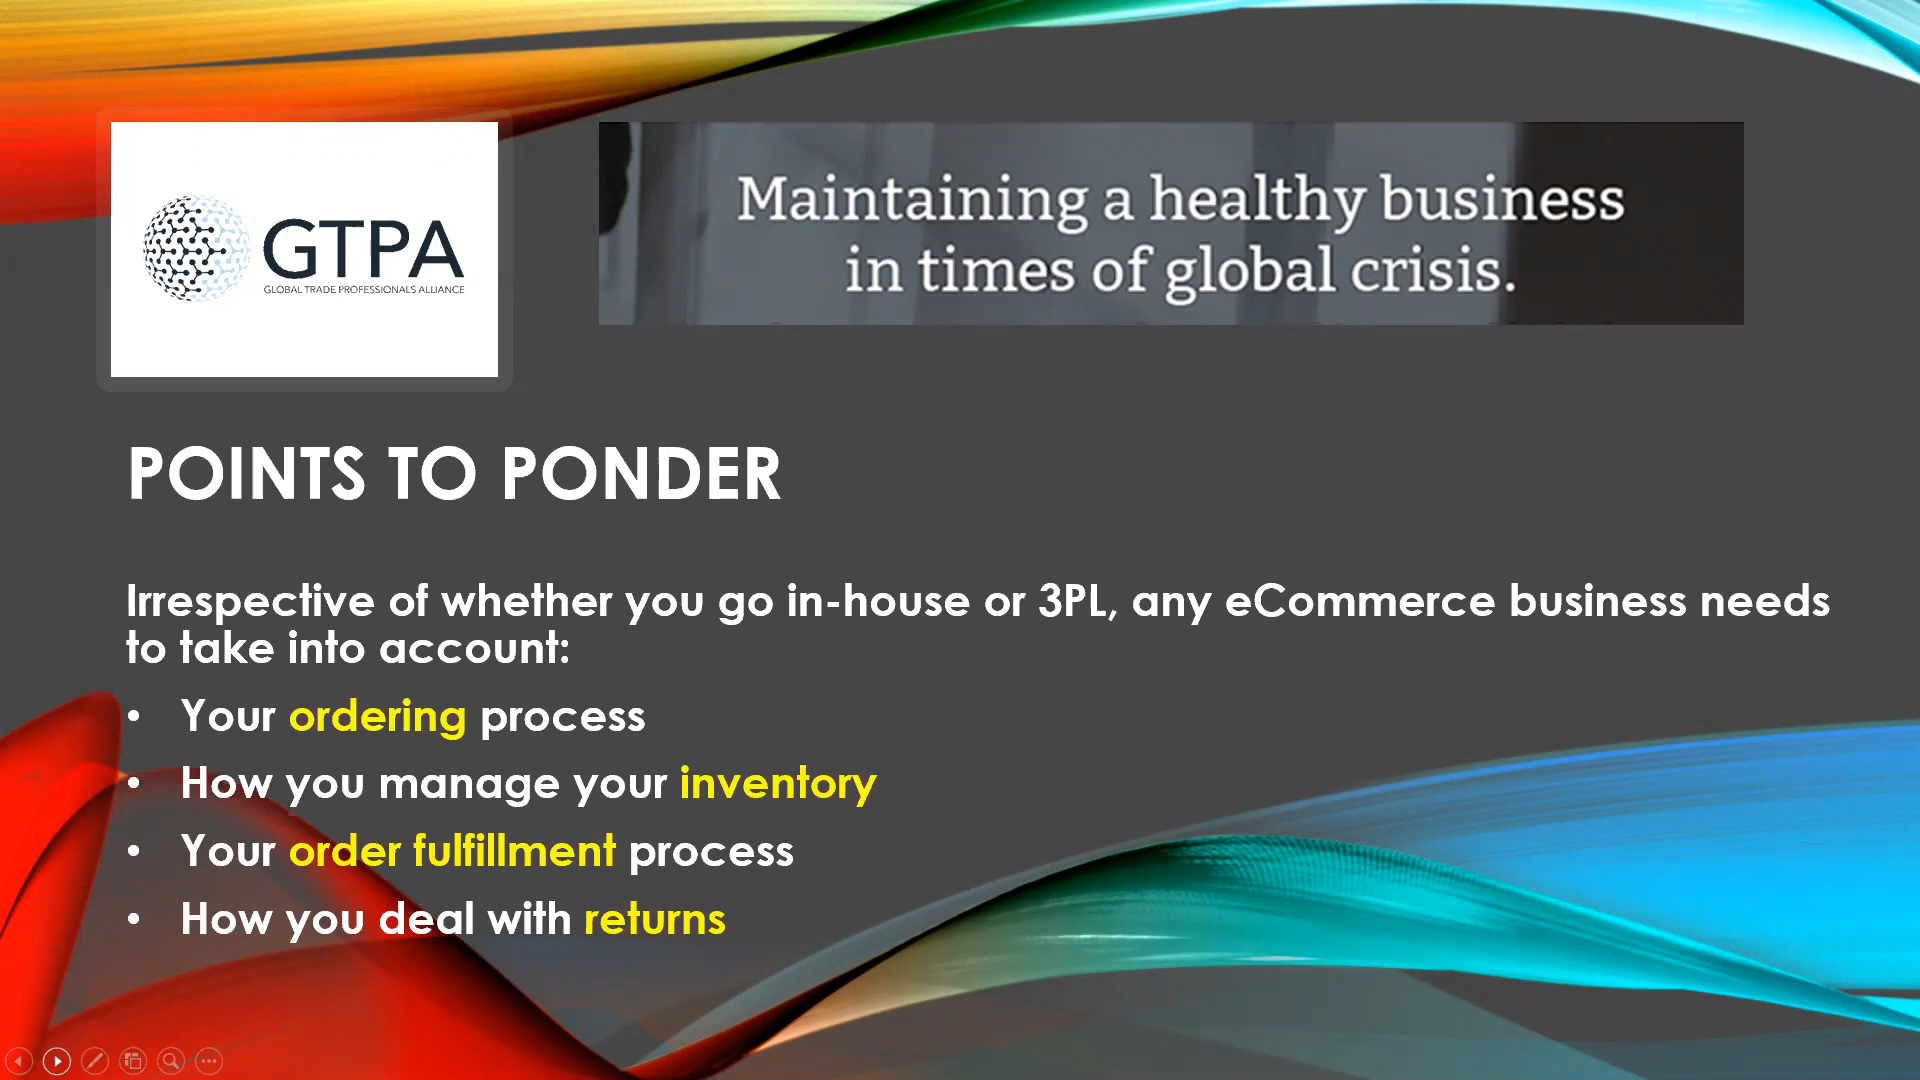 GTPA
GLOBAL TRADE PROFESSIONALS ALLIANCE
Maintaining a healthy business
in times of global crisis.
POINTS TO PONDER
Irrespective of whether you go in-house or 3PL, any eCommerce business needs
to take into account:
• Your ordering process
• How you manage your inventory
• Your order fulfillment process
• How you deal with returns